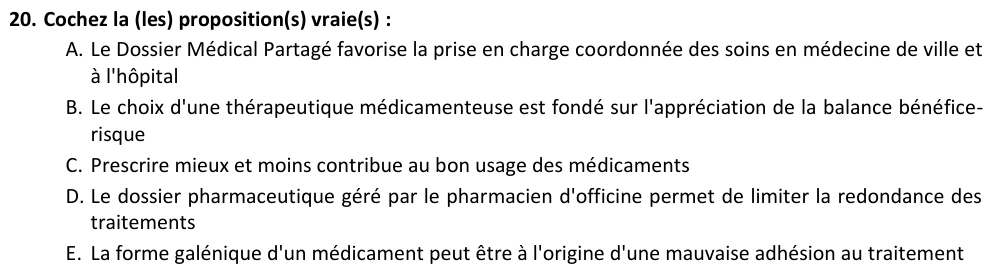 20. Cochez la (les) proposition(s) vraie(s) :
A. Le Dossier Médical Partagé favorise la prise en charge coordonnée des soins en médecine de ville et
à l'hôpital
B. Le choix d'une thérapeutique médicamenteuse est fondé sur l'appréciation de la balance bénéfice-
risque
C. Prescrire mieux et moins contribue au bon usage des médicaments
D. Le dossier pharmaceutique géré par le pharmacien d'officine permet de limiter la redondance des
traitements
E. La forme galénique d'un médicament peut être à l'origine d'une mauvaise adhésion au traitement